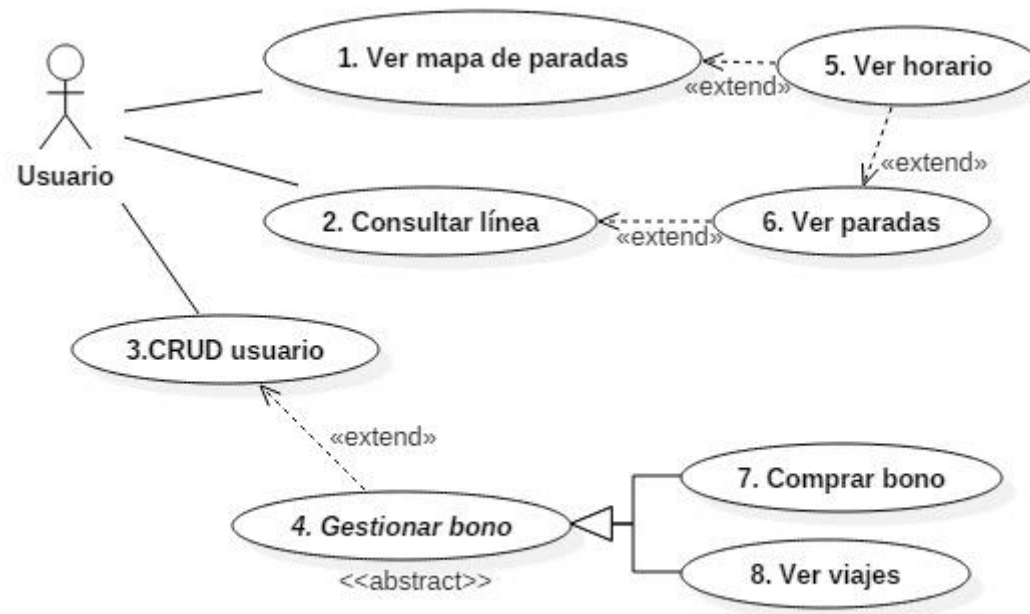 1. Ver mapa de paradas
5. Ver horario
«extend»
Usuario
«extend»
2. Consultar línea
6. Ver paradas
«extend»
3.CRUD usuario
«extend»
7. Comprar bono
4. Gestionar bono
<<abstract>>
8. Ver viajes